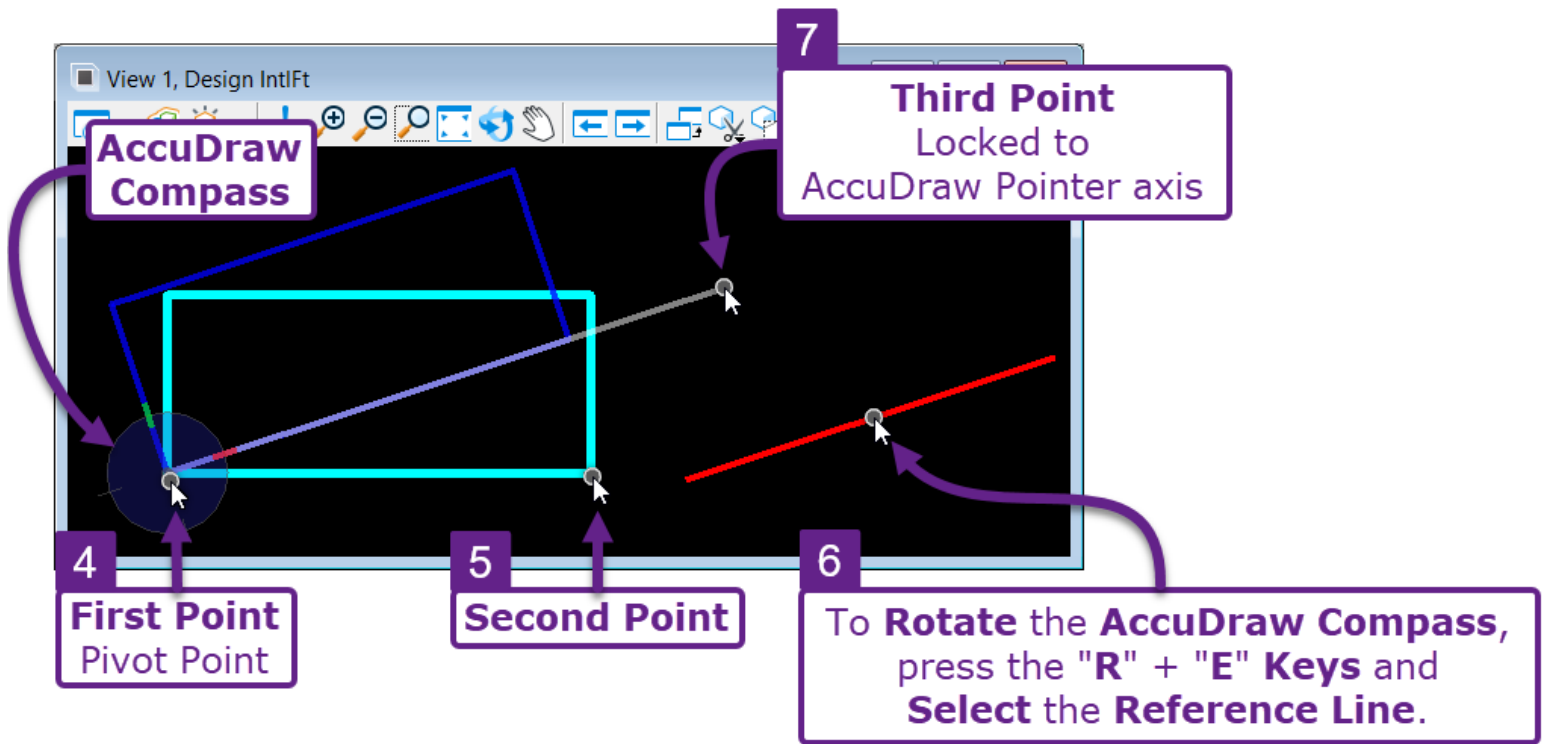 7
View 1, Design IntlFt
Third Point
Locked to
AccuDraw Pointer axis
AccuDraw
Compass
4
First Point
Pivot Point
5
Second Point
6
To Rotate the AccuDraw Compass,
press the "R" + "E" Keys and
Select the Reference Line.